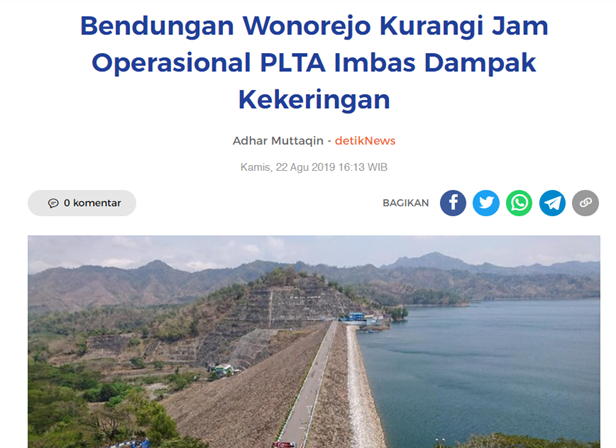 Bendungan Wonorejo Kurangi Jam
Operasional PLTA Imbas Dampak
Kekeringan
Adhar Muttaqin - detikNews
Kamis, 22 Agu 2019 16:13 WIB
0 komentar
BAGIKAN